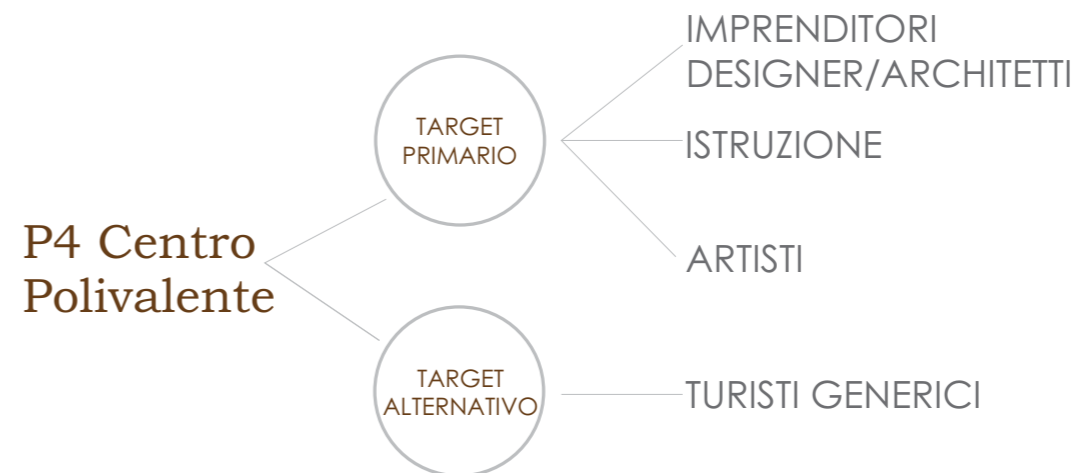 P4 Centro
Polivalente
TARGET
PRIMARIO
IMPRENDITORI
DESIGNER/ARCHITETTI
ISTRUZIONE
ARTISTI
TARGET
ALTERNATIVO
TURISTI GENERICI